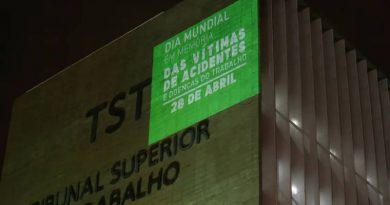 DIA MUNDIAL
EM MEMÓRIA
DAS VÍTIMAS
DE ACIDENTES
E DOENÇAS DO TRABALHO
28 DE ABRIL
TST
TRIBUNAL SUPERIOR
TRABALHO